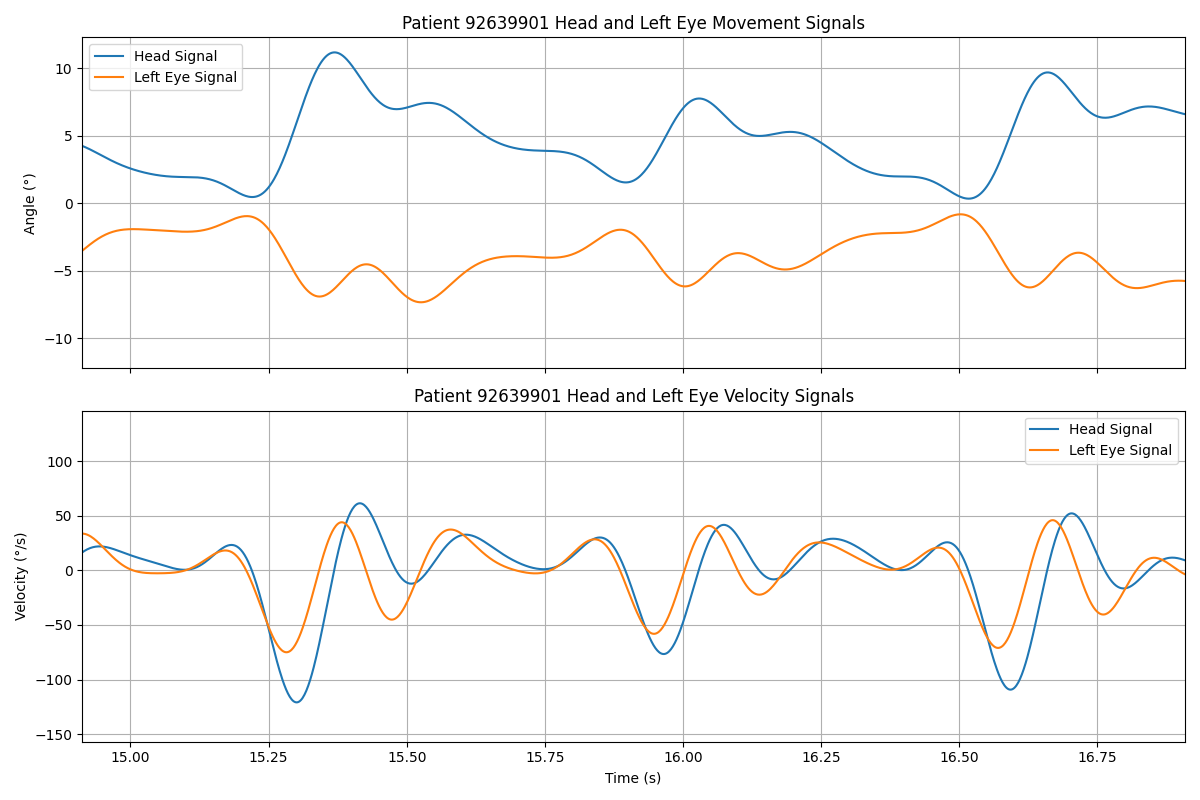 Patient 92639901 Head and Left Eye Movement Signals
Head Signal
Left Eye Signal
Angle (°)
10
5
0
−5
−10
Patient 92639901 Head and Left Eye Velocity Signals
Head Signal
Left Eye Signal
Velocity (°/s)
100
50
0
−50
−100
−150
15.00 15.25 15.50 15.75 16.00 16.25 16.50 16.75
Time (s)